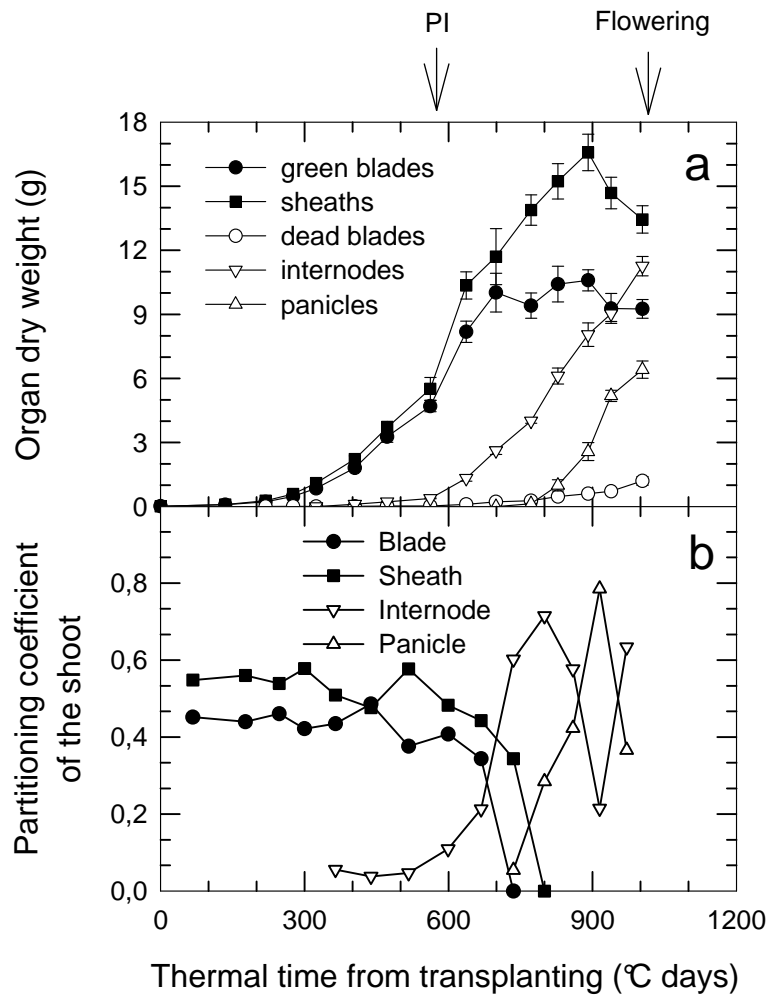 PI
Flowering
a
18
15
12
9
6
3
0
Organ dry weight (g)
green blades
sheaths
dead blades
internodes
panicles
b
Blade
Sheath
Internode
Panicle
0,8
0,6
0,4
0,2
0,0
Partitioning coefficient
of the shoot
0 300 600 900 1200
Thermal time from transplanting (°C days)